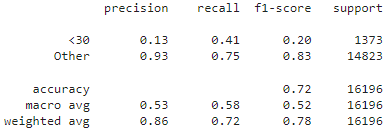 precision recall f1-score support
<30 0.13 0.41 0.20 1373
Other 0.93 0.75 0.83 14823
accuracy 0.72 16196
macro avg 0.53 0.58 0.52 16196
weighted avg 0.86 0.72 0.78 16196